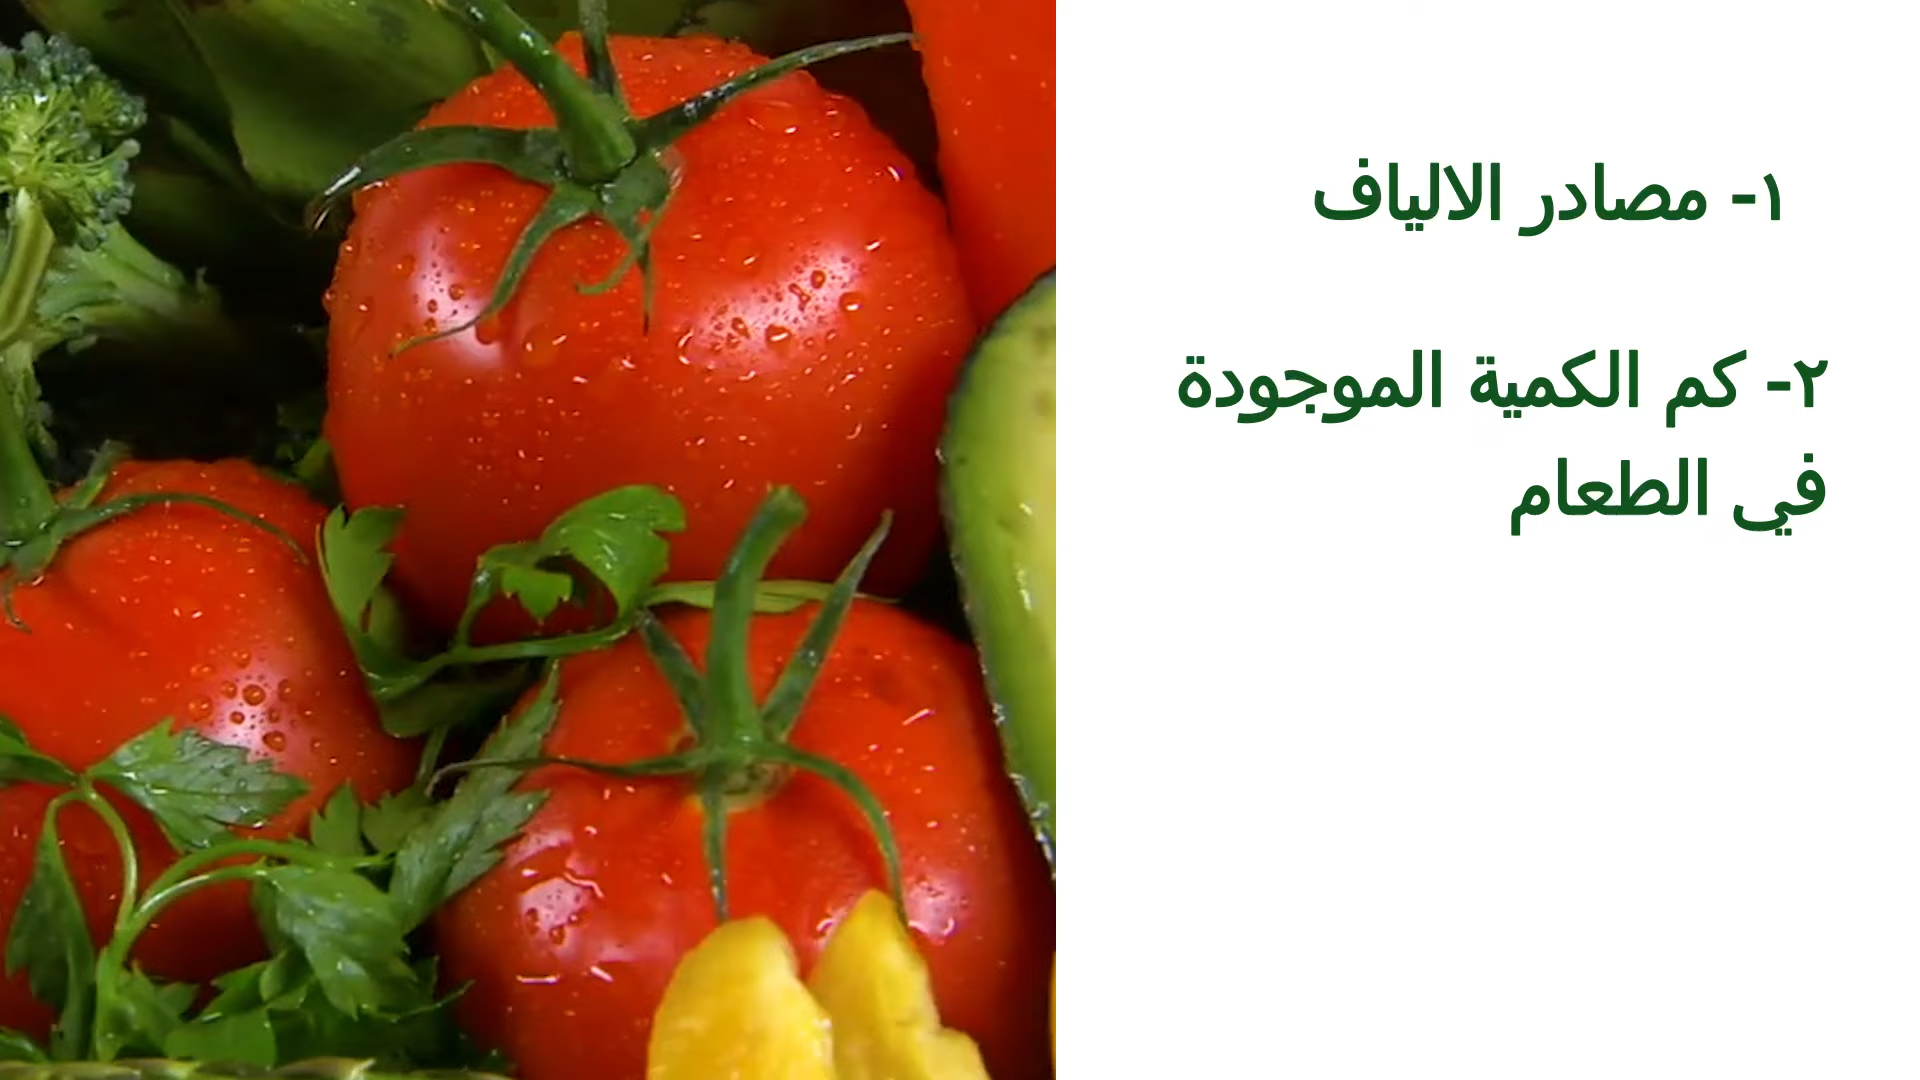 ١- مصادر الالياف
٢- كم الكمية الموجودة
في الطعام